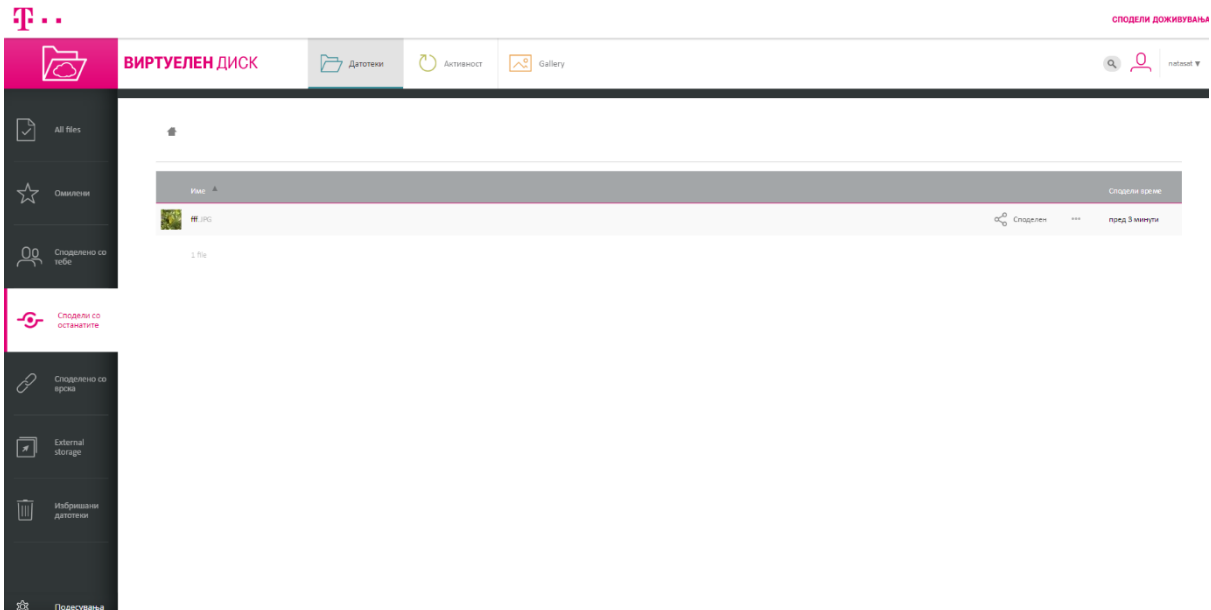 T
СПОДЕЛИ ДОЖИВУВАЊА
ВИРТУЕЛЕН ДИСК
Датотеки
Активност
Gallery
natasat
All files
Омилени
Споделено со
тебе
Сподели со
останатите
Споделено со
врска
External
storage
Избришани
датотеки
Подесувања
Име
Сподели време
fff.JPG
Споделен
пред 3 минути
1 file